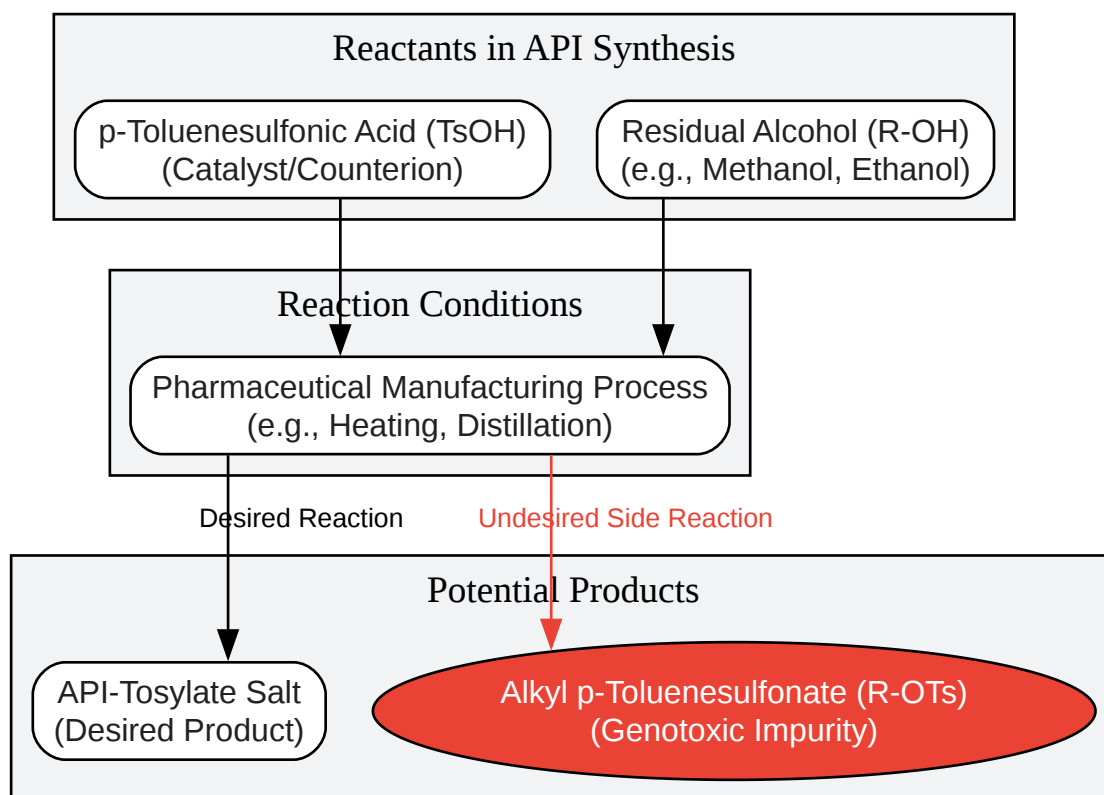 Reactants in API Synthesis
p-Toluenesulfonic Acid (TsOH)
(Catalyst/Counterion)
Residual Alcohol (R-OH)
(e.g., Methanol, Ethanol)
Reaction Conditions
Pharmaceutical Manufacturing Process
(e.g., Heating, Distillation)
Desired Reaction
Undesired Side Reaction
Potential Products
API-Tosylate Salt
(Desired Product)
Alkyl p-Toluenesulfonate (R-OTs)
(Genotoxic Impurity)